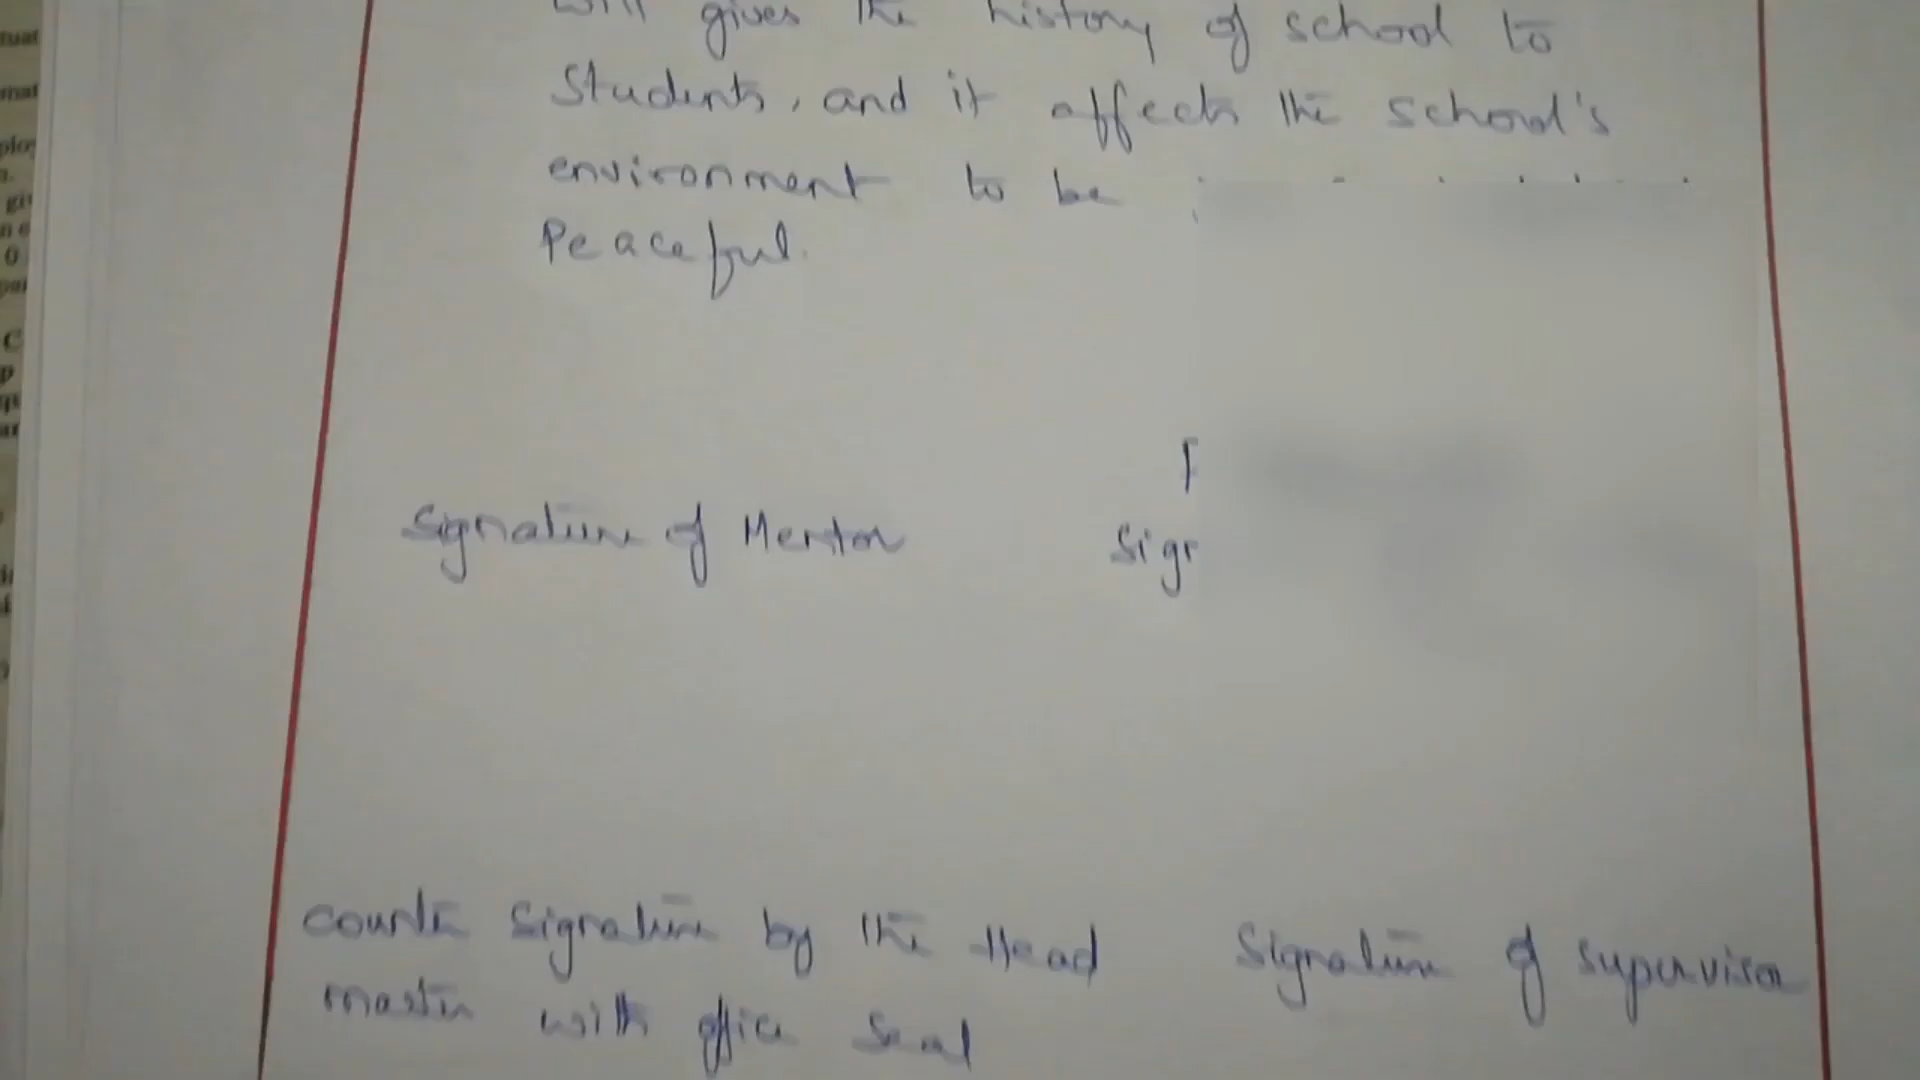 will gives the history of school to
Students, and it affects the school's
environment to be
Peaceful.
Signature of Mentor
Counter Signature by the Head
master with office Seal
Signature of supervisor